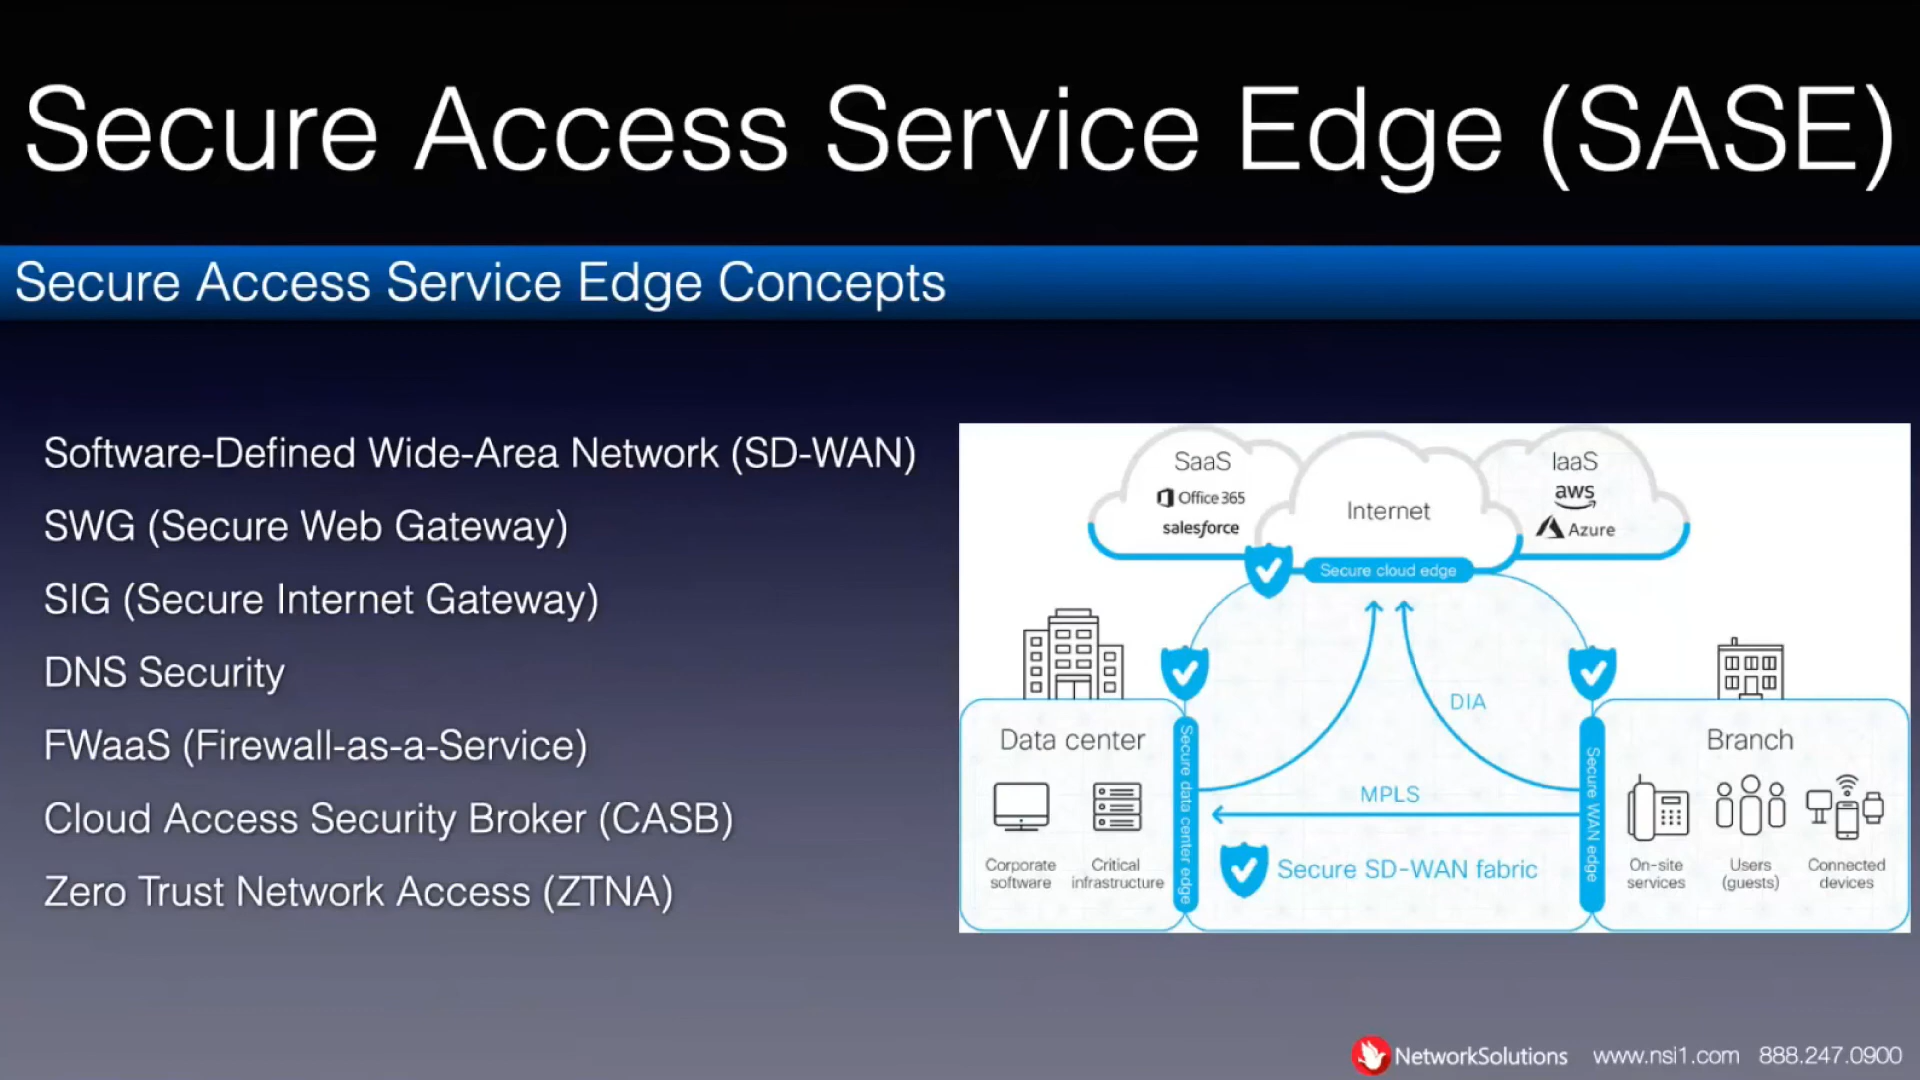 Secure Access Service Edge (SASE)
Secure Access Service Edge Concepts
Software-Defined Wide-Area Network (SD-WAN)
SWG (Secure Web Gateway)
SIG (Secure Internet Gateway)
DNS Security
FWaaS (Firewall-as-a-Service)
Cloud Access Security Broker (CASB)
Zero Trust Network Access (ZTNA)
SaaS
Office 365
salesforce
Internet
IaaS
aws
Azure
Secure cloud edge
DIA
MPLS
Secure SD-WAN fabric
Data center
Corporate
software
Critical
infrastructure
Secure data center edge
Secure WAN edge
Branch
On-site
services
Users
(guests)
Connected
devices
NetworkSolutions www.nsi1.com 888.247.0900